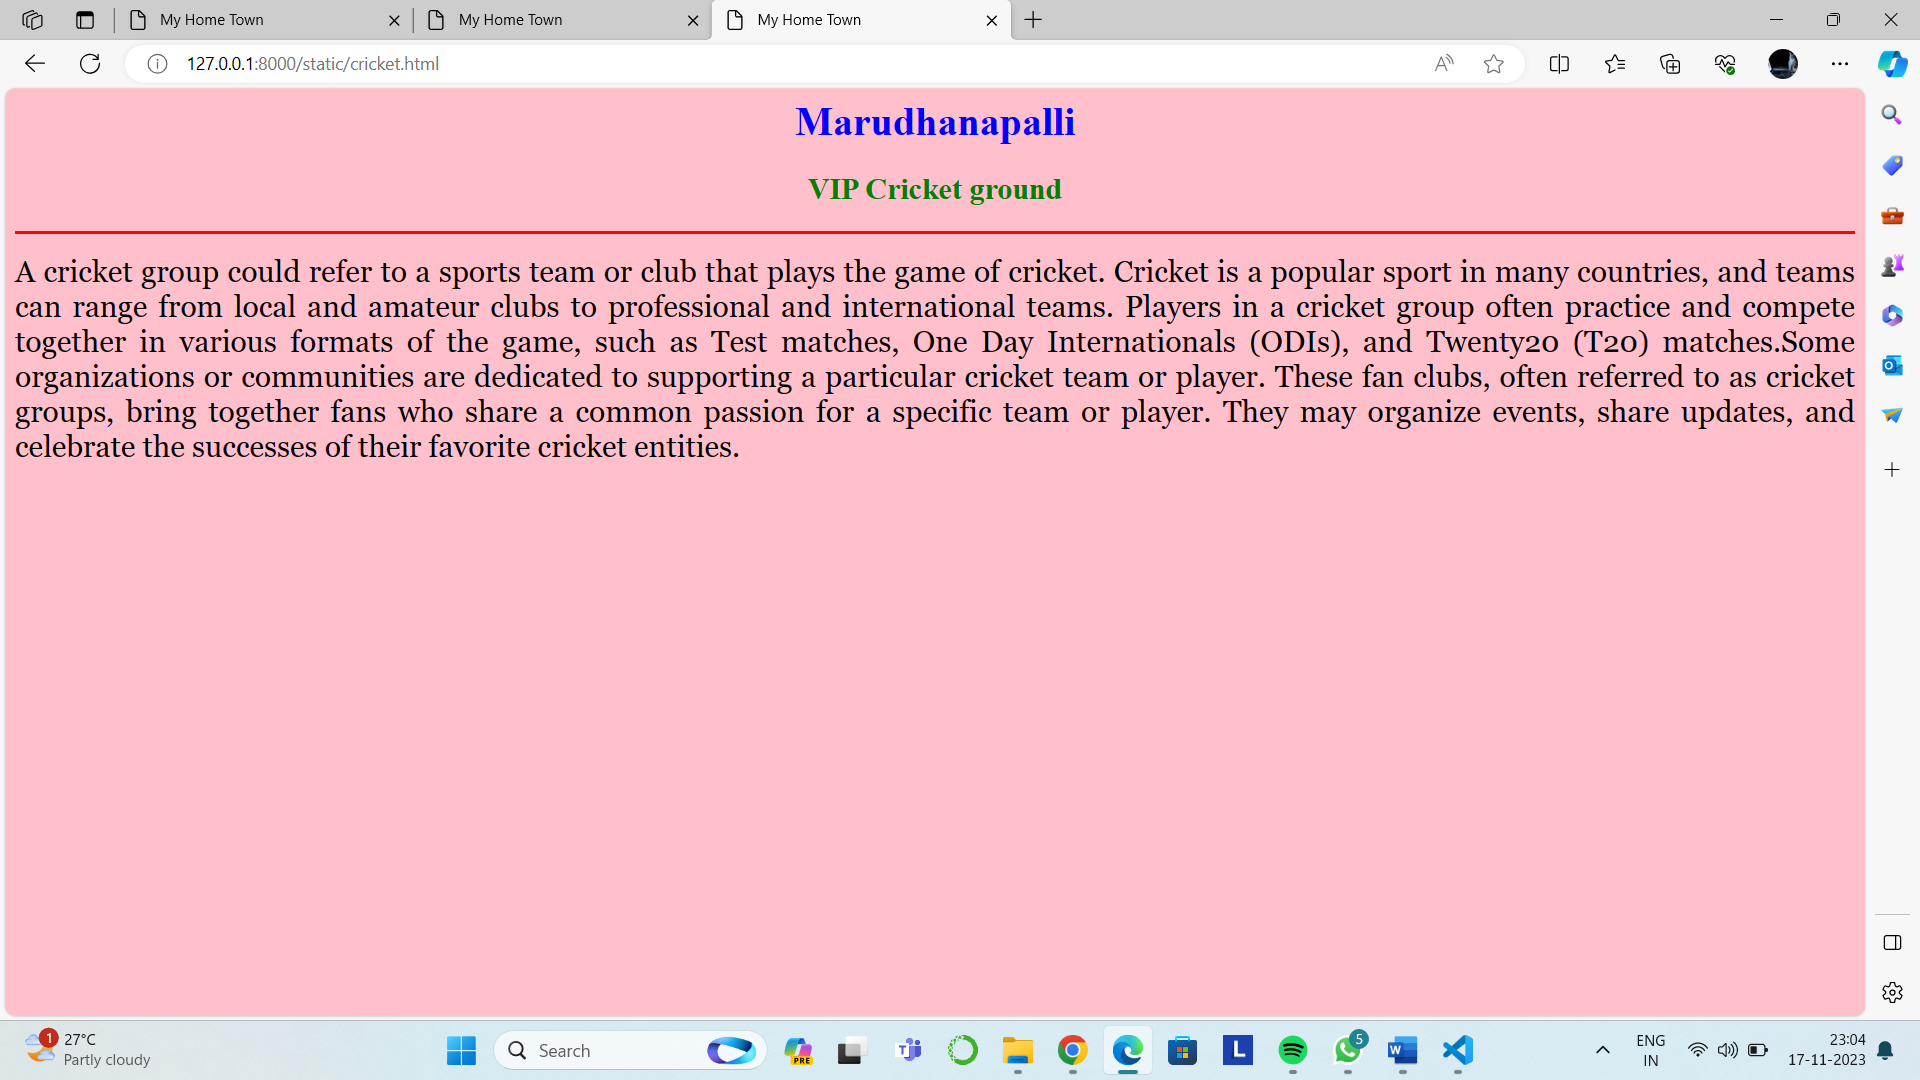 My Home Town
My Home Town
My Home Town
127.0.0.1:8000/static/cricket.html
Marudhanapalli
VIP Cricket ground
A cricket group could refer to a sports team or club that plays the game of cricket. Cricket is a popular sport in many countries, and teams
can range from local and amateur clubs to professional and international teams. Players in a cricket group often practice and compete
together in various formats of the game, such as Test matches, One Day Internationals (ODIs), and Twenty20 (T20) matches.Some
organizations or communities are dedicated to supporting a particular cricket team or player. These fan clubs, often referred to as cricket
groups, bring together fans who share a common passion for a specific team or player. They may organize events, share updates, and
celebrate the successes of their favorite cricket entities.
1
27°C
Partly cloudy
Search
PRE
L
5
ENG
IN
23:04
17-11-2023